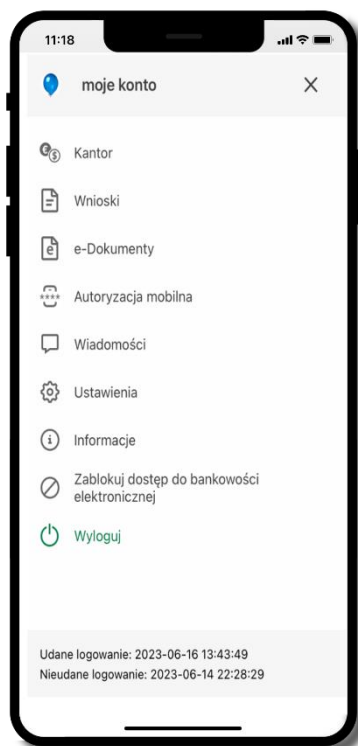 11:18
moje konto
Kantor
Wnioski
e-Dokumenty
Autoryzacja mobilna
Wiadomości
Ustawienia
Informacje
Zablokuj dostęp do bankowości
elektronicznej
Wyloguj
Udane logowanie: 2023-06-16 13:43:49
Nieudane logowanie: 2023-06-14 22:28:29